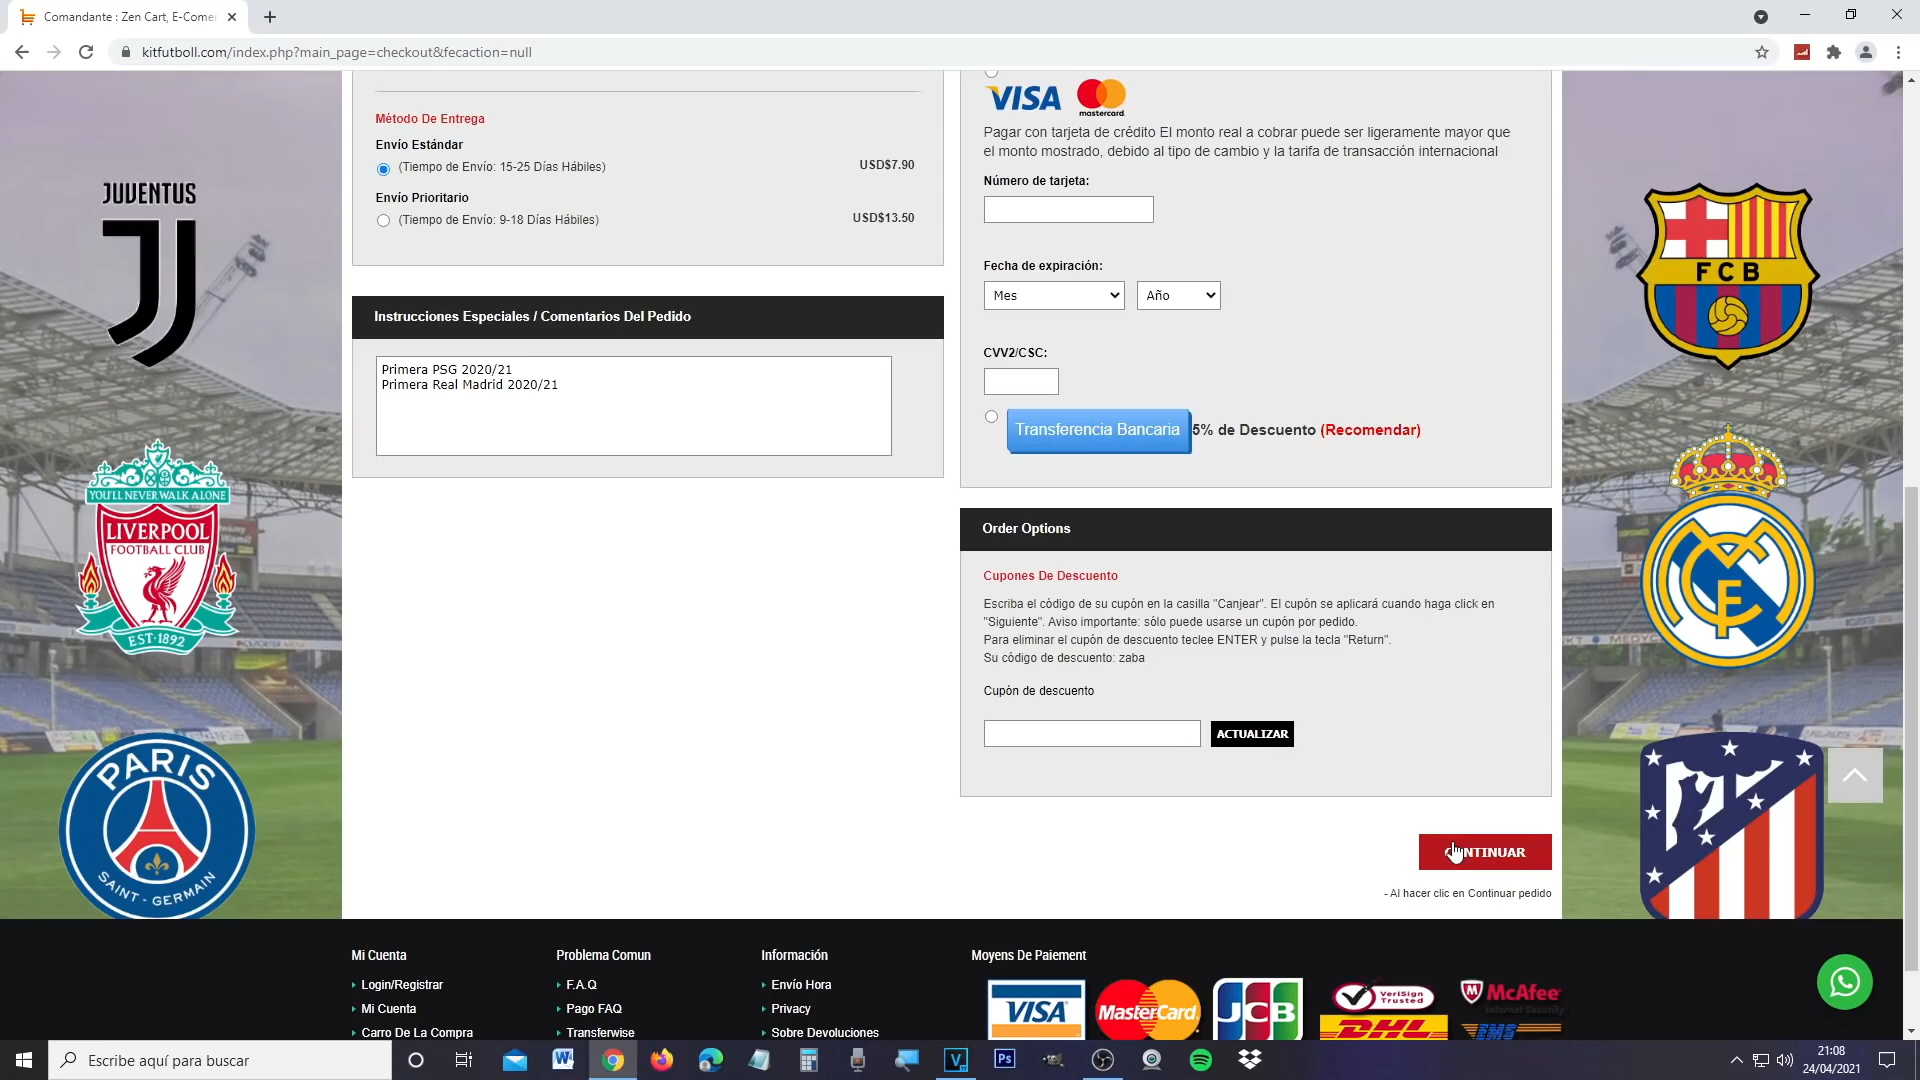 Comandante : Zen Cart, E-Comer
kitfutboll.com/index.php?main_page=checkout&fecaction=null
Método De Entrega
Envío Estándar
(Tiempo de Envío: 15-25 Días Hábiles)
USD$7.90
Envío Prioritario
(Tiempo de Envío: 9-18 Días Hábiles)
USD$13.50
Instrucciones Especiales / Comentarios Del Pedido
Primera PSG 2020/21
Primera Real Madrid 2020/21
VISA
mastercard.
Pagar con tarjeta de crédito El monto real a cobrar puede ser ligeramente mayor que
el monto mostrado, debido al tipo de cambio y la tarifa de transacción internacional
Número de tarjeta:
Fecha de expiración:
Mes
Año
CVV2/CSC:
Transferencia Bancaria 5% de Descuento (Recomendar)
Order Options
Cupones De Descuento
Escriba el código de su cupón en la casilla "Canjear". El cupón se aplicará cuando haga click en
"Siguiente". Aviso importante: sólo puede usarse un cupón por pedido.
Para eliminar el cupón de descuento teclee ENTER y pulse la tecla "Return".
Su código de descuento: zaba
Cupón de descuento
ACTUALIZAR
CONTINUAR
- Al hacer clic en Continuar pedido
JUVENTUS
YOU'LL NEVER WALK ALONE
LIVERPOOL
FOOTBALL CLUB
EST·1892
PARIS
SAINT-GERMAIN
FCB
Mi Cuenta
Login/Registrar
Mi Cuenta
Carro De La Compra
Problema Comun
F.A.Q
Pago FAQ
Transferwise
Información
Envío Hora
Privacy
Sobre Devoluciones
Moyens De Paiement
VISA
MasterCard
JCB
VeriSign
Trusted
DHL
McAfee
Internet Security
EMS
Escribe aquí para buscar
21:08
24/04/2021